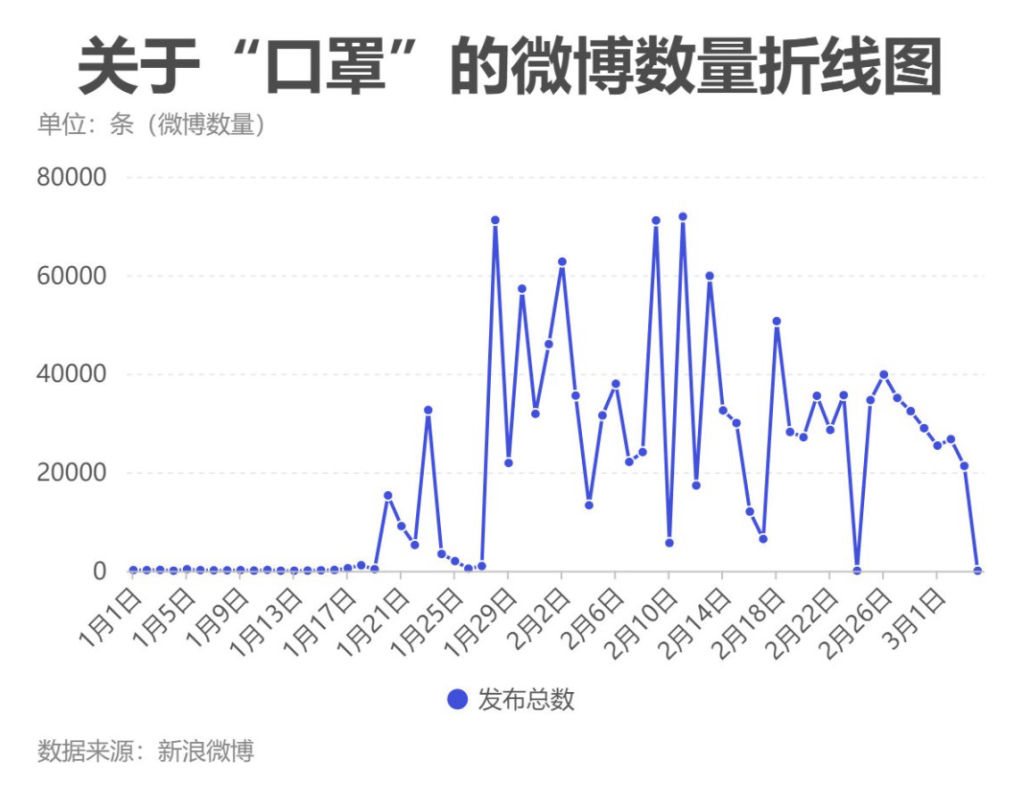 关于“口罩”的微博数量折线图
单位：条（微博数量）
80000
60000
40000
20000
0
1月1日
1月5日
1月9日
1月13日
1月17日
1月21日
1月25日
1月29日
2月2日
2月6日
2月10日
2月14日
2月18日
2月22日
2月26日
3月1日
发布总数
数据来源：新浪微博